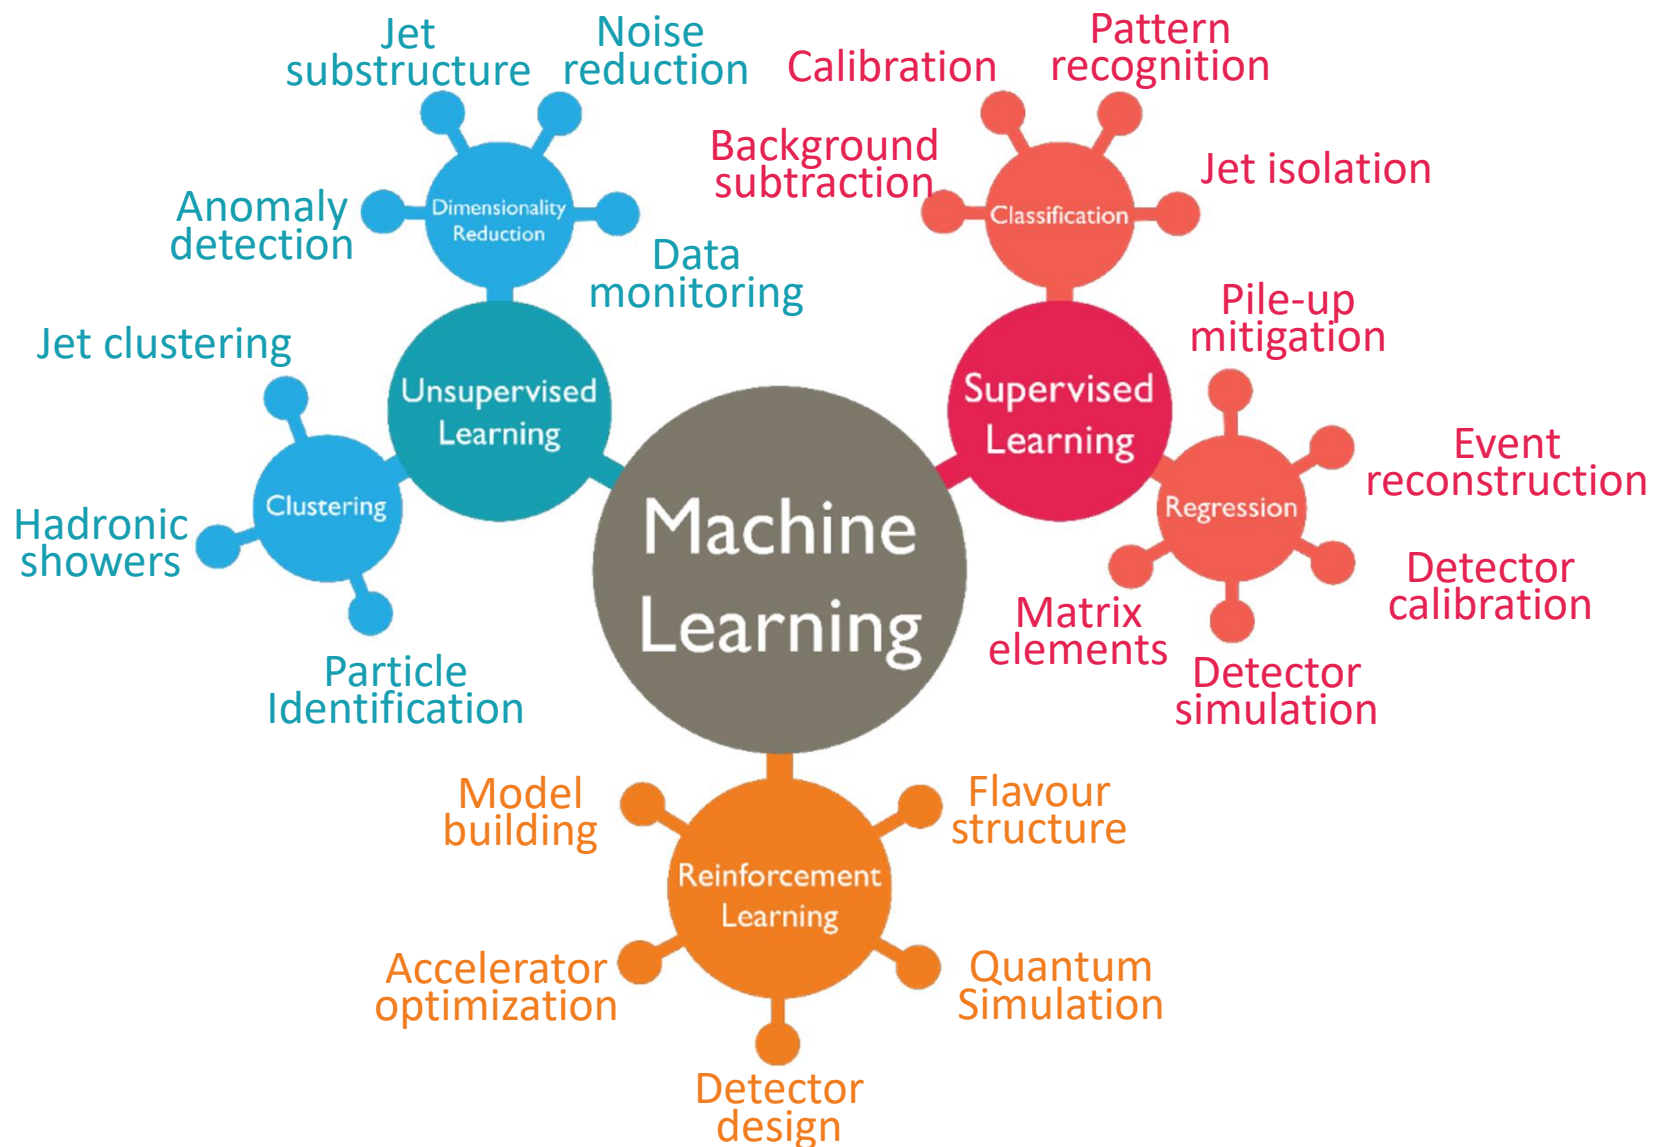 Jet
substructure
Noise
reduction
Anomaly
detection
Dimensionality
Reduction
Data
monitoring
Jet clustering
Unsupervised
Learning
Clustering
Hadronic
showers
Particle
Identification
Calibration
Pattern
recognition
Background
subtraction
Classification
Jet isolation
Pile-up
mitigation
Supervised
Learning
Event
reconstruction
Regression
Detector
calibration
Matrix
elements
Detector
simulation
Machine
Learning
Model
building
Flavour
structure
Reinforcement
Learning
Accelerator
optimization
Quantum
Simulation
Detector
design